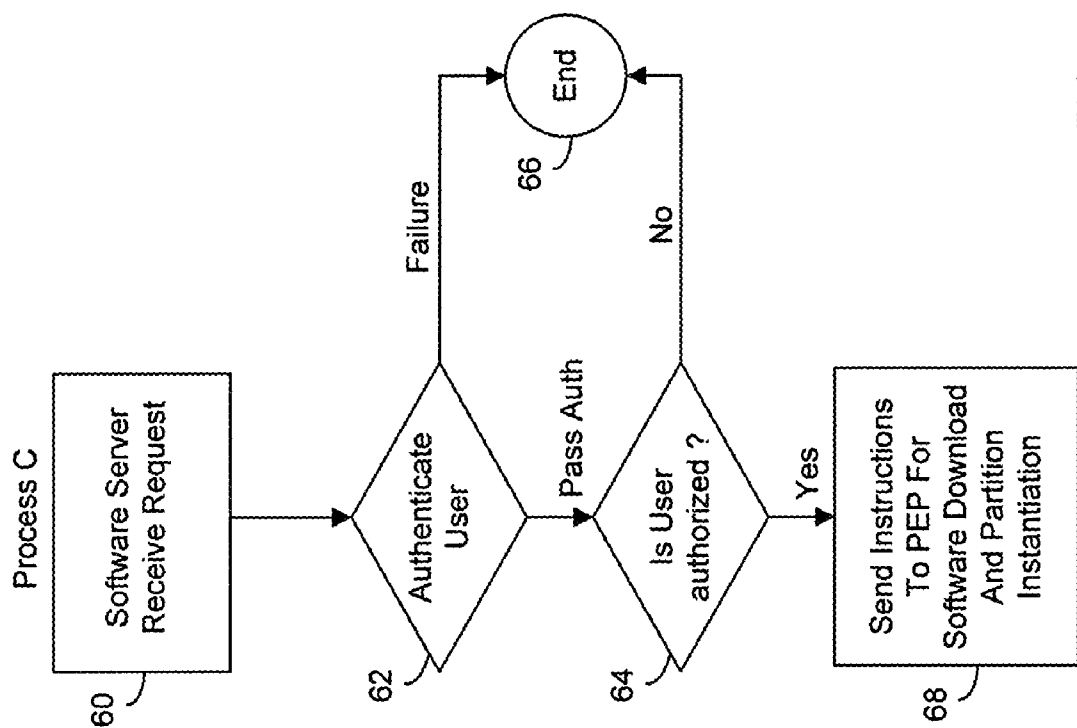 Process C
Software Server
Receive Request
60
Authenticate
User
62
Failure
Pass Auth
End
66
Is User
authorized ?
64
No
Yes
Send Instructions
To PEP For
Software Download
And Partition
Instantiation
68